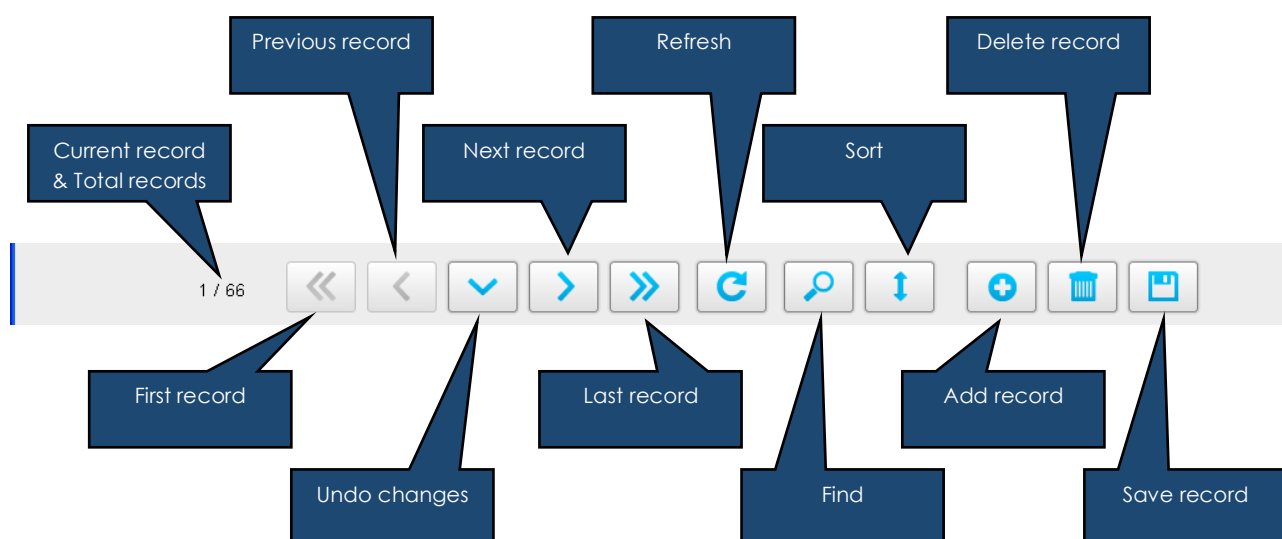 Previous record
Refresh
Delete record
Current record
& Total records
Next record
Sort
1 / 66
First record
Last record
Add record
Undo changes
Find
Save record